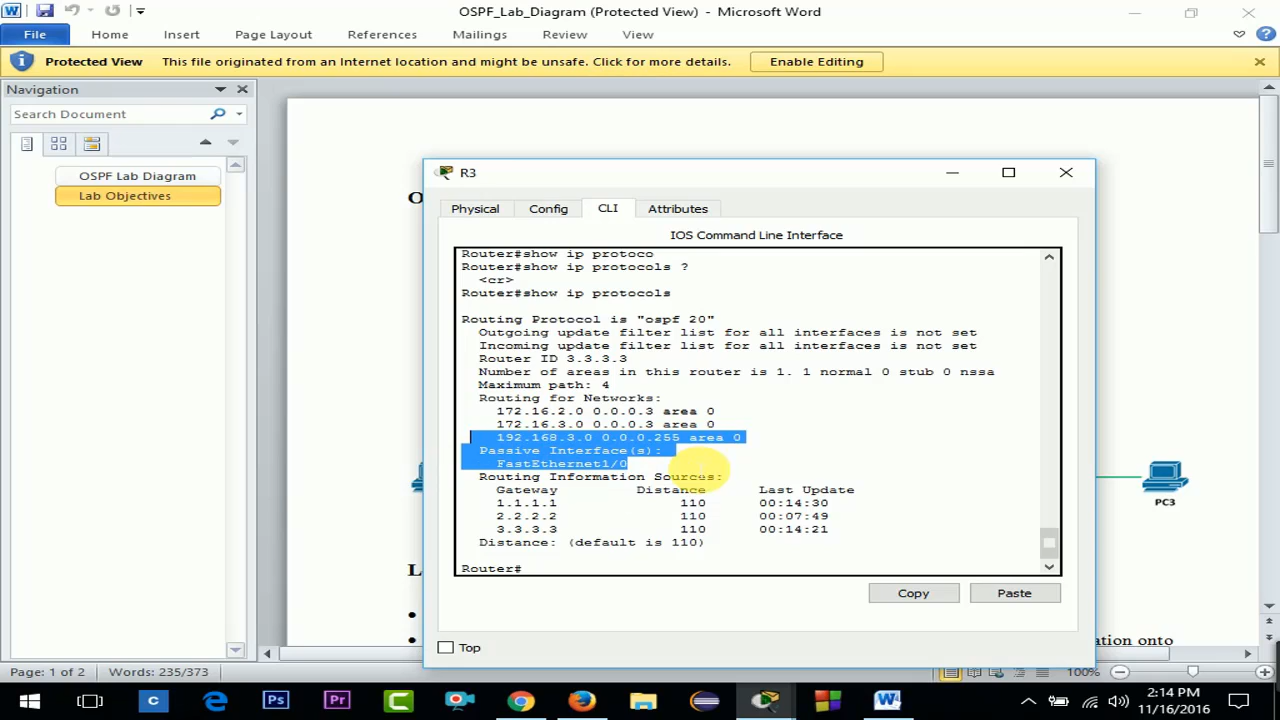 OSPF_Lab_Diagram (Protected View) - Microsoft Word
File Home Insert Page Layout References Mailings Review View
Protected View This file originated from an Internet location and might be unsafe. Click for more details. Enable Editing
Navigation
Search Document
OSPF Lab Diagram
Lab Objectives
O
R3
Physical Config CLI Attributes
IOS Command Line Interface
Router#show ip protoco
Router#show ip protocols ?
<cr>
Router#show ip protocols
Routing Protocol is "ospf 20"
Outgoing update filter list for all interfaces is not set
Incoming update filter list for all interfaces is not set
Router ID 3.3.3.3
Number of areas in this router is 1. 1 normal 0 stub 0 nssa
Maximum path: 4
Routing for Networks:
172.16.2.0 0.0.0.3 area 0
172.16.3.0 0.0.0.3 area 0
192.168.3.0 0.0.0.255 area 0
Passive Interface(s):
FastEthernet1/0
Routing Information Sources:
Gateway Distance Last Update
1.1.1.1 110 00:14:30
2.2.2.2 110 00:07:49
3.3.3.3 110 00:14:21
Distance: (default is 110)
Router#
PC3
Copy Paste
L
Top
ation onto
Page: 1 of 2 Words: 235/373 100%
C Ps Pr C W
2:14 PM
11/16/2016